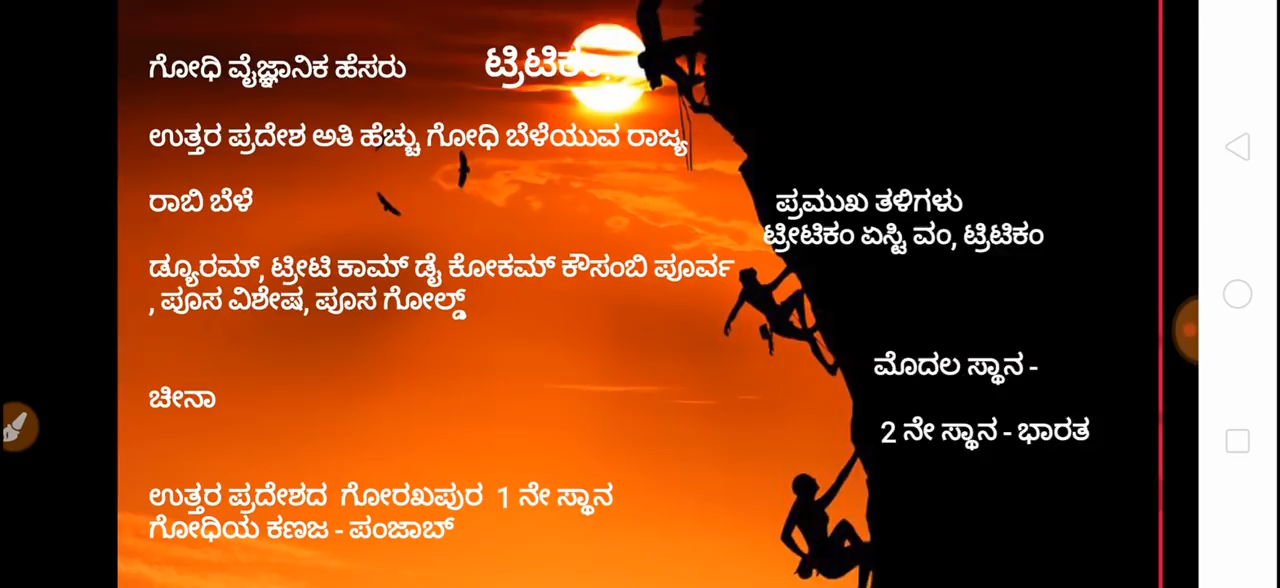 ಗೋಧಿ ವೈಜ್ಞಾನಿಕ ಹೆಸರು ಟ್ರಿಟಿಕಂ.
ಉತ್ತರ ಪ್ರದೇಶ ಅತಿ ಹೆಚ್ಚು ಗೋಧಿ ಬೆಳೆಯುವ ರಾಜ್ಯ
ರಾಬಿ ಬೆಳೆ ಪ್ರಮುಖ ತಳಿಗಳು
ಟ್ರೀಟಿಕಂ ಏಸ್ಟಿ ವಂ, ಟ್ರಿಟಿಕಂ
ಡ್ಯೂರಮ್, ಟ್ರೀಟಿ ಕಾಮ್ ಡೈ ಕೋಕಮ್ ಕೌಸಂಬಿ ಪೂರ್ವ
, ಪೂಸ ವಿಶೇಷ, ಪೂಸ ಗೋಲ್ಡ್
ಮೊದಲ ಸ್ಥಾನ -
ಚೀನಾ
2 ನೇ ಸ್ಥಾನ - ಭಾರತ
ಉತ್ತರ ಪ್ರದೇಶದ ಗೋರಖಪುರ 1 ನೇ ಸ್ಥಾನ
ಗೋಧಿಯ ಕಣಜ - ಪಂಜಾಬ್